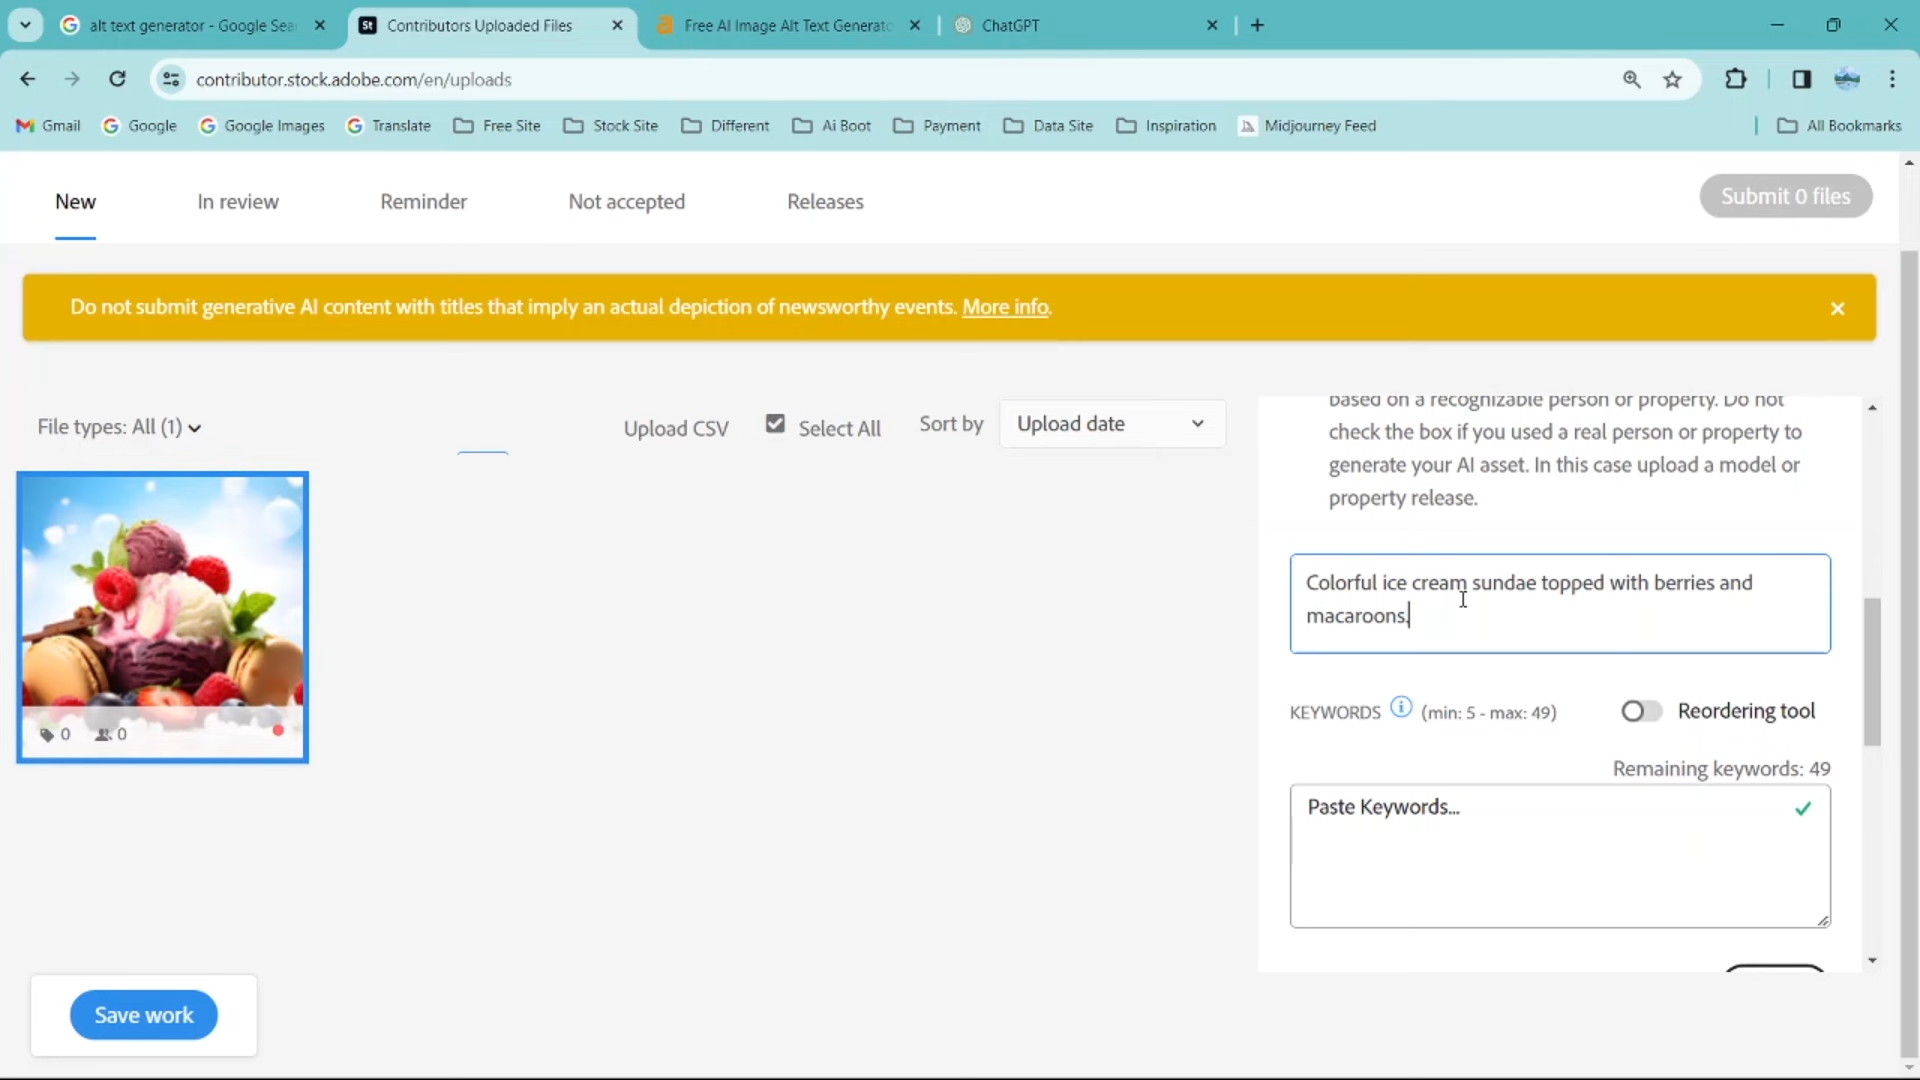 alt text generator - Google Sea
Contributors Uploaded Files
Free AI Image Alt Text Generato
ChatGPT
contributor.stock.adobe.com/en/uploads
Gmail
Google
Google Images
Translate
Free Site
Stock Site
Different
Ai Boot
Payment
Data Site
Inspiration
Midjourney Feed
All Bookmarks
New
In review
Reminder
Not accepted
Releases
Submit 0 files
Do not submit generative AI content with titles that imply an actual depiction of newsworthy events. More info.
File types: All (1)
Upload CSV
Select All
Sort by
Upload date
based on a recognizable person or property. Do not
check the box if you used a real person or property to
generate your AI asset. In this case upload a model or
property release.
Colorful ice cream sundae topped with berries and
macaroons.
KEYWORDS
(min: 5 - max: 49)
Reordering tool
Remaining keywords: 49
Paste Keywords...
0
0
Save work